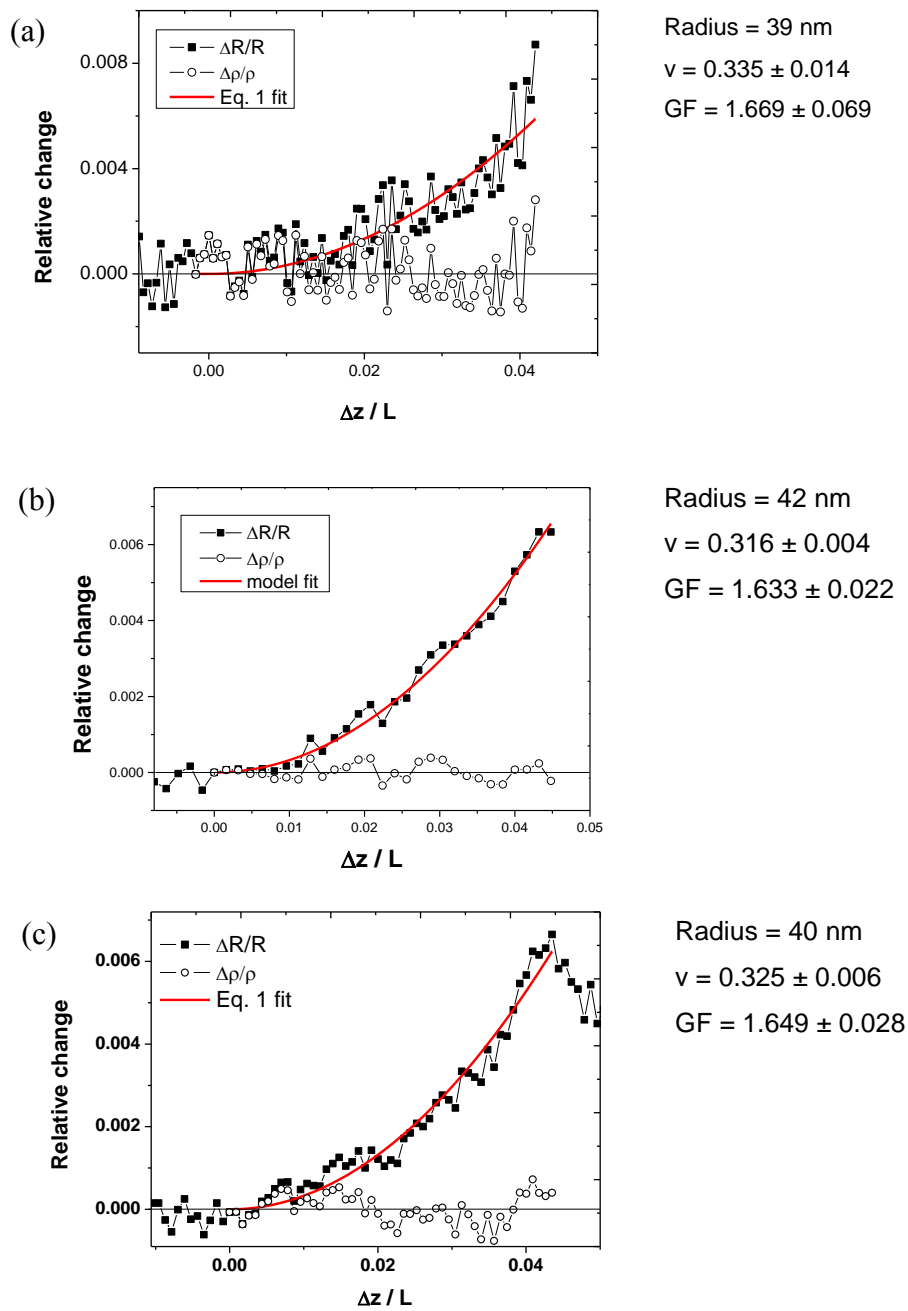 (a)
ΔR/R
Δρ/ρ
Eq. 1 fit
0.008
0.004
0.000
Relative change
0.00 0.02 0.04
Δz / L
Radius = 39 nm
v = 0.335 ± 0.014
GF = 1.669 ± 0.069
(b)
ΔR/R
Δρ/ρ
model fit
0.006
0.004
0.002
0.000
Relative change
0.00 0.01 0.02 0.03 0.04 0.05
Δz / L
Radius = 42 nm
v = 0.316 ± 0.004
GF = 1.633 ± 0.022
(c)
ΔR/R
Δρ/ρ
Eq. 1 fit
0.006
0.004
0.002
0.000
Relative change
0.00 0.02 0.04
Δz / L
Radius = 40 nm
v = 0.325 ± 0.006
GF = 1.649 ± 0.028